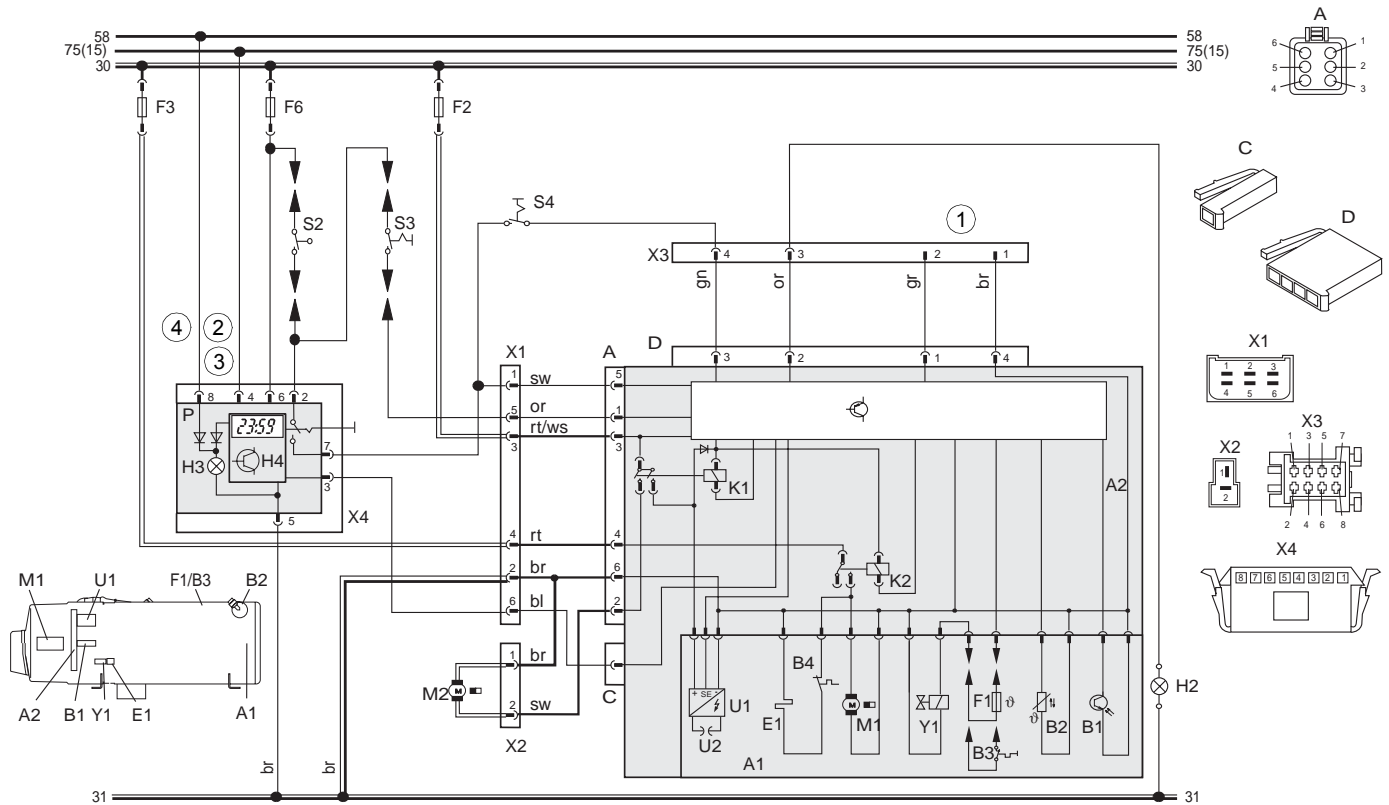 58
75(15)
30
58
75(15)
30
A
6 1
5 2
4 3
F3
F6
F2
C
S2
S3
S4
1
D
X3
4 3 2 1
gn
or
gr
br
4
2
3
X1
A
D
3 2 1 4
X1
1 2 3
4 5 6
P
8 4 6 2
23:59
H3
H4
7
3
5
X4
1 sw 5
5 or 1
3 rt/ws 3
K1
A2
X2
1
2
X3
1 3 5 7
2 4 6 8
4 rt 4
2 br 6
6 bl 2
K2
X4
8 7 6 5 4 3 2 1
M1
U1
F1/B3
B2
A2
B1
Y1
E1
A1
M2
M
1 br
2 sw
X2
C
+ SE -
U1
U2
E1
B4
M
M1
Y1
F1
ϑ
B3
ϑ
B2
B1
A1
H2
br
br
31
31